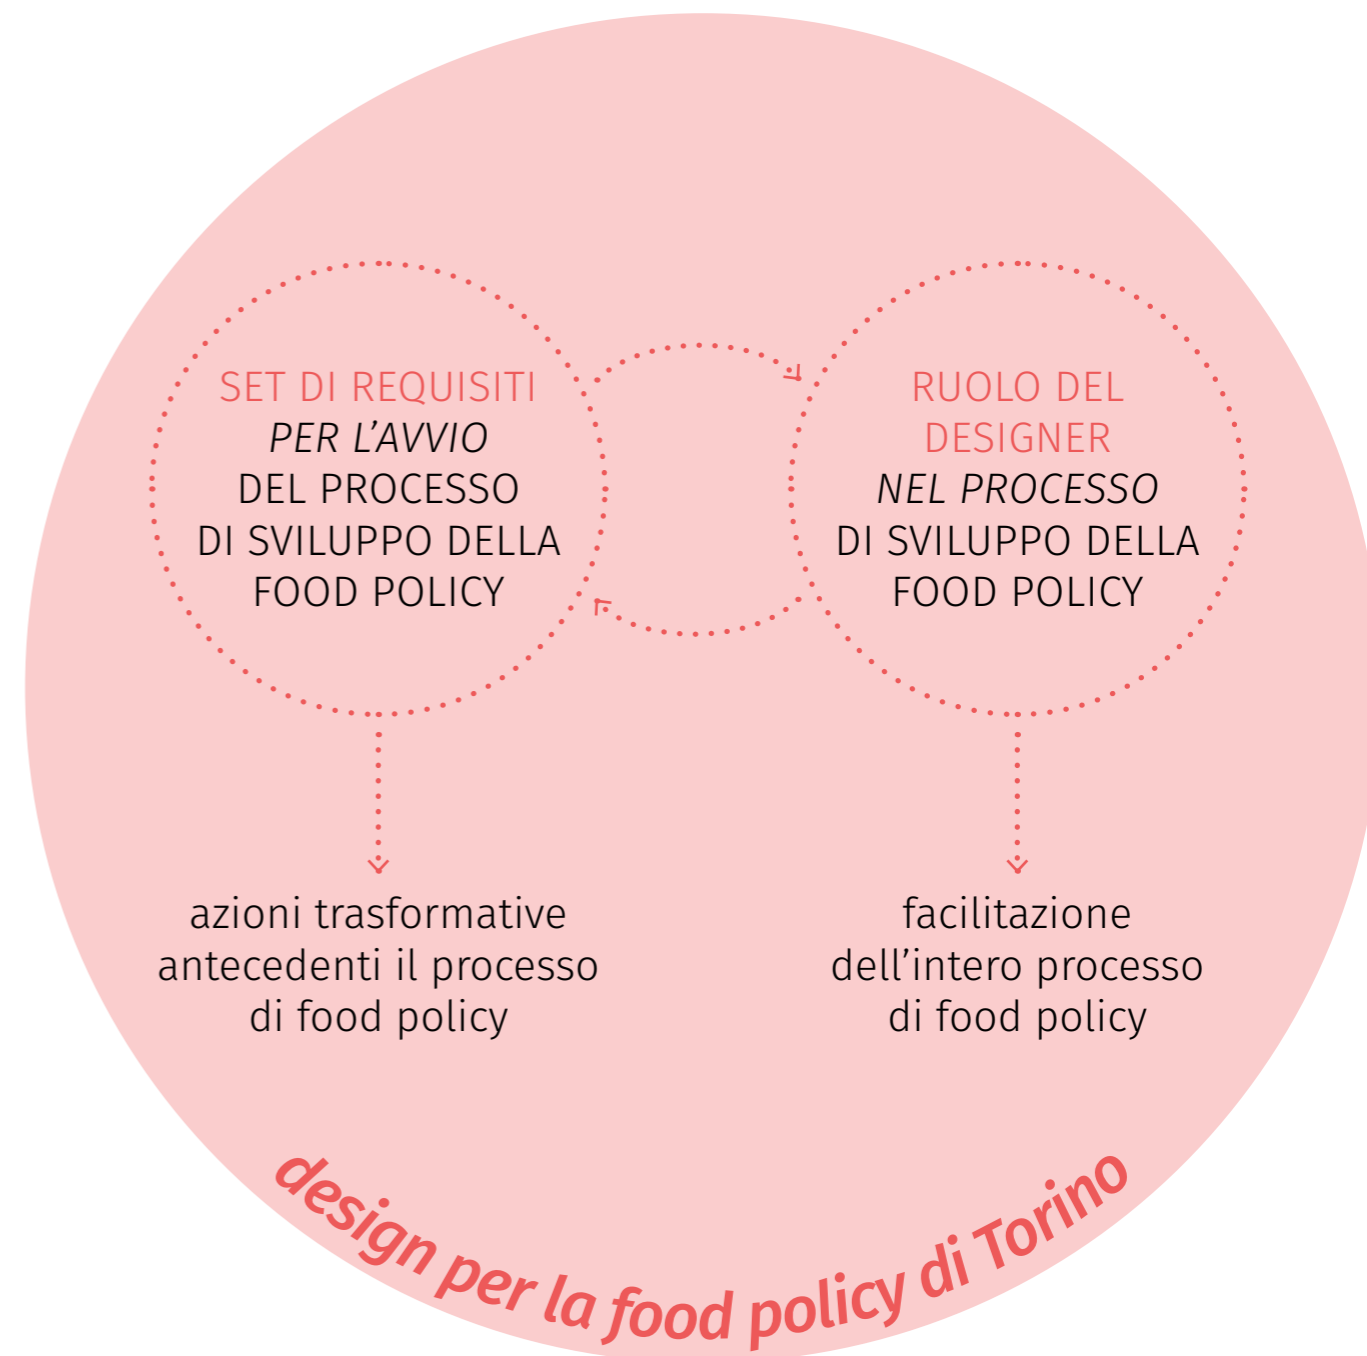 SET DI REQUISITI
PER L’AVVIO
DEL PROCESSO
DI SVILUPPO DELLA
FOOD POLICY
RUOLO DEL
DESIGNER
NEL PROCESSO
DI SVILUPPO DELLA
FOOD POLICY
azioni trasformative
antecedenti il processo
di food policy
facilitazione
dell’intero processo
di food policy
design per la food policy di Torino